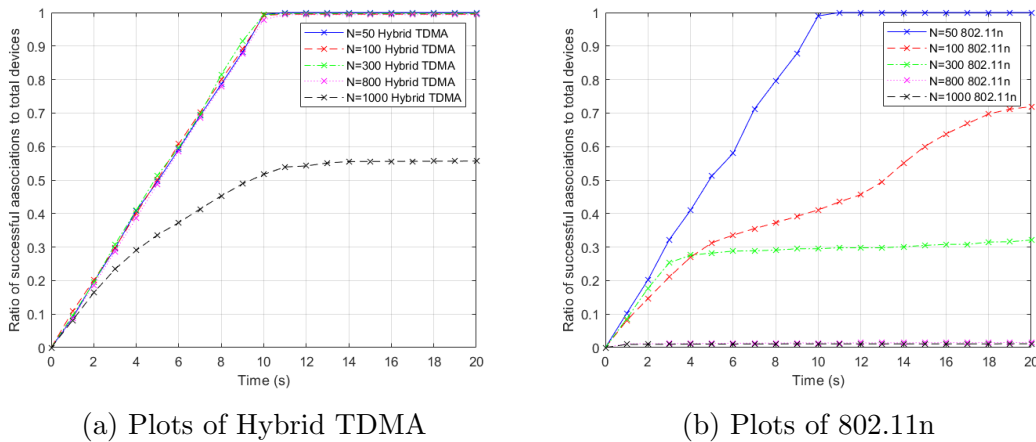 Ratio of successful aasociations to total devices
1
0.9
0.8
0.7
0.6
0.5
0.4
0.3
0.2
0.1
0
N=50 Hybrid TDMA
N=100 Hybrid TDMA
N=300 Hybrid TDMA
N=800 Hybrid TDMA
N=1000 Hybrid TDMA
0 2 4 6 8 10 12 14 16 18 20
Time (s)
(a) Plots of Hybrid TDMA
Ratio of successful aasociations to total devices
1
0.9
0.8
0.7
0.6
0.5
0.4
0.3
0.2
0.1
0
N=50 802.11n
N=100 802.11n
N=300 802.11n
N=800 802.11n
N=1000 802.11n
0 2 4 6 8 10 12 14 16 18 20
Time (s)
(b) Plots of 802.11n